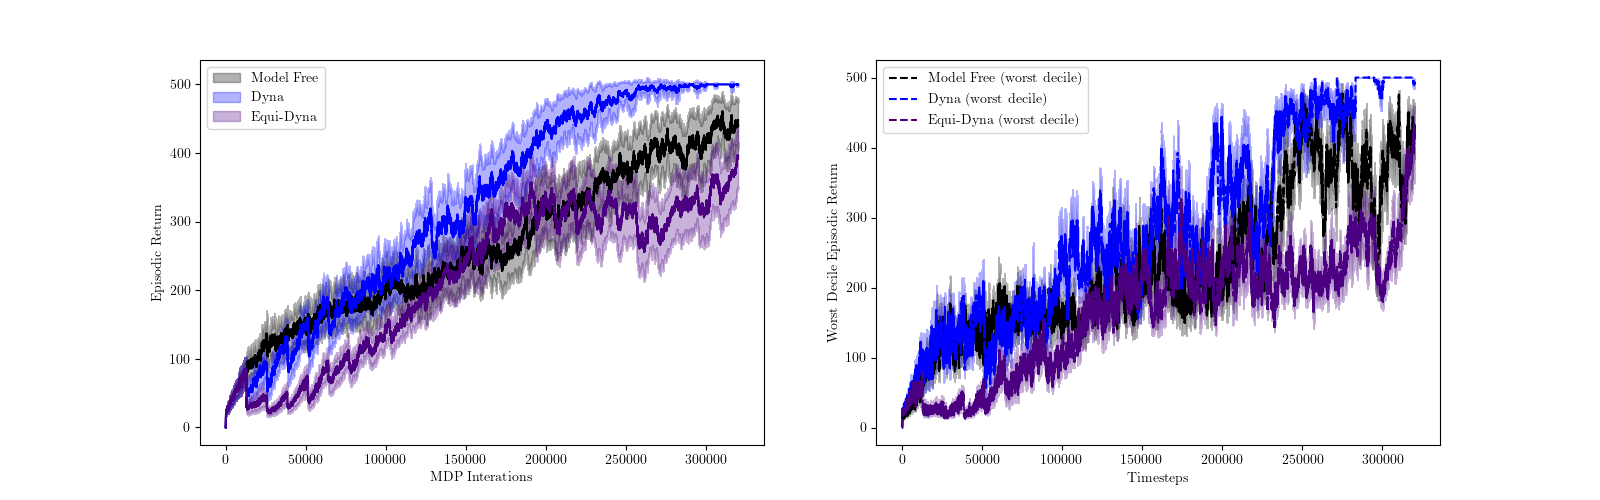 Model Free
Dyna
Equi-Dyna
500
400
300
200
100
0
Episodic Return
0 50000 100000 150000 200000 250000 300000
MDP Interations
Model Free (worst decile)
Dyna (worst decile)
Equi-Dyna (worst decile)
500
400
300
200
100
0
Worst Decile Episodic Return
0 50000 100000 150000 200000 250000 300000
Timesteps